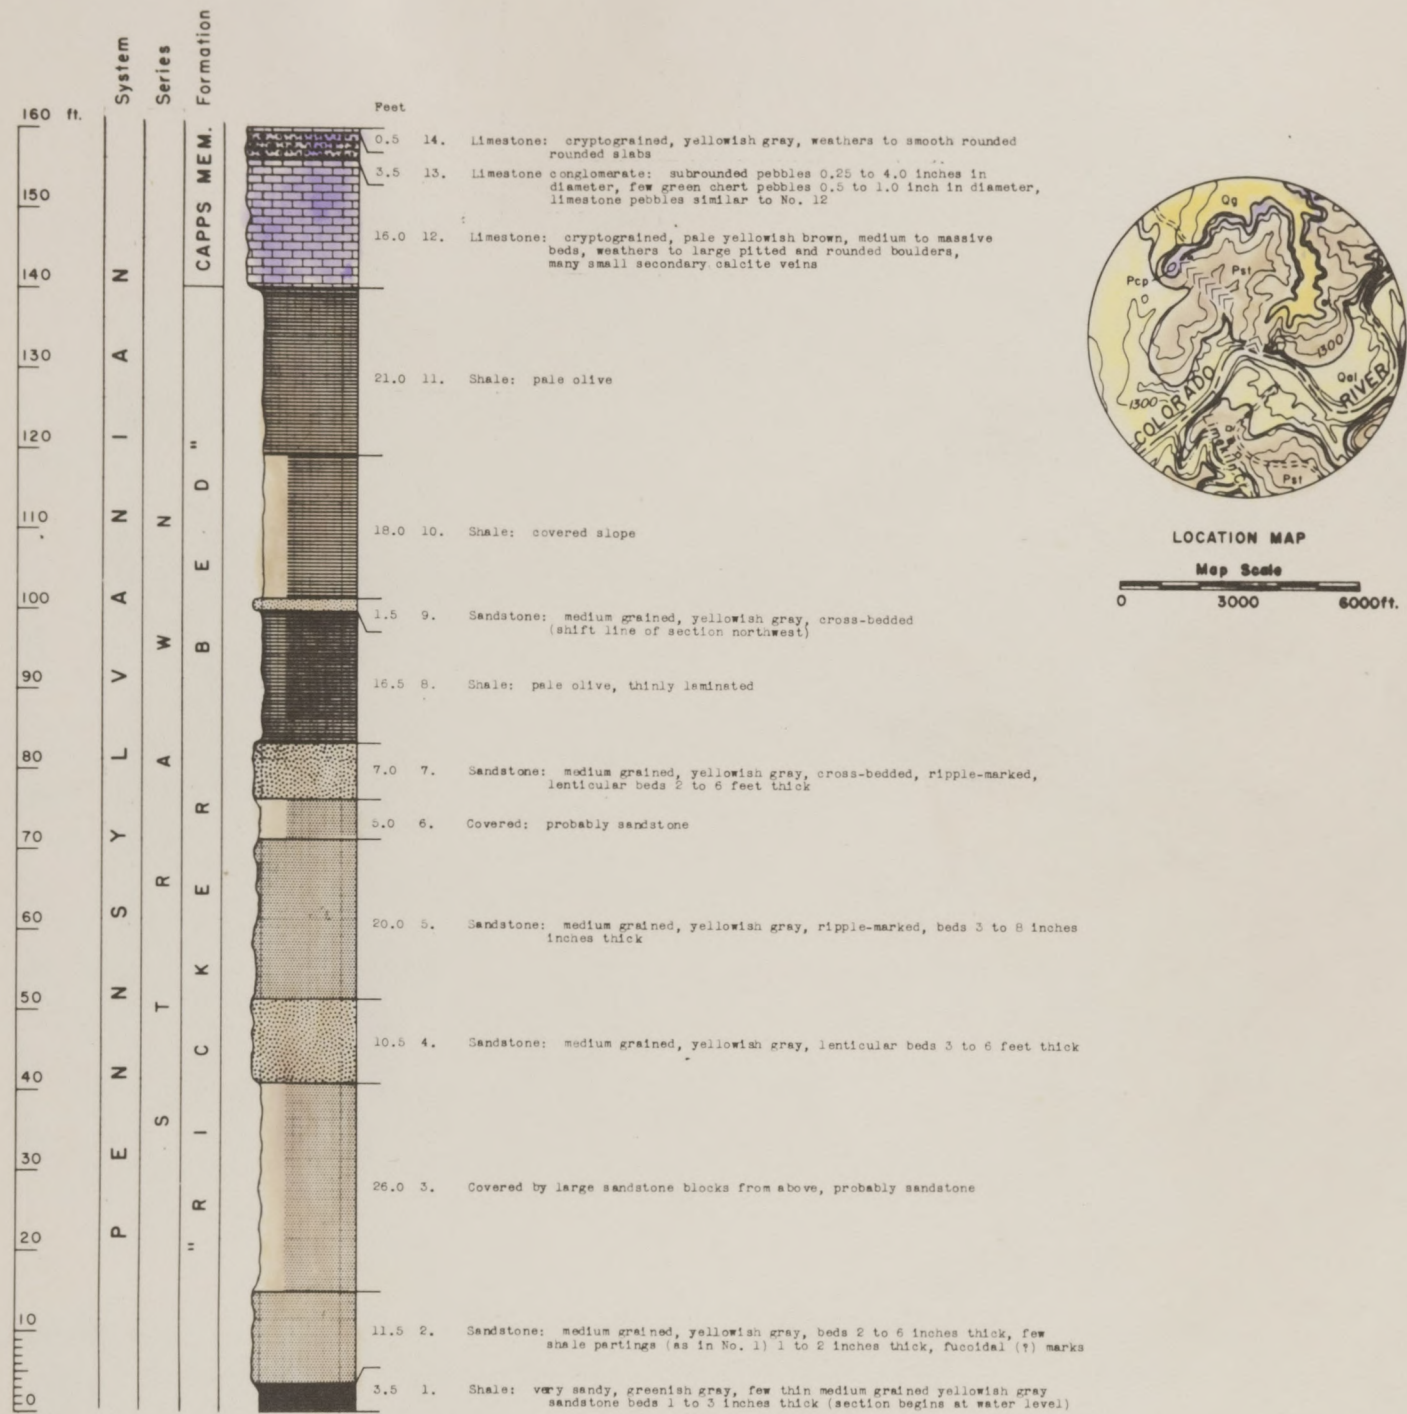 System
Series
Formation
160 ft.
150
140
130
120
110
100
90
80
70
60
50
40
30
20
10
0
PENNSYLVANIAN
STRAWN
CAPPS MEM.
"RICKER BED"
Feet
0.5 14. Limestone: cryptograined, yellowish gray, weathers to smooth rounded
rounded slabs
3.5 13. Limestone conglomerate: subrounded pebbles 0.25 to 4.0 inches in
diameter, few green chert pebbles 0.5 to 1.0 inch in diameter,
limestone pebbles similar to No. 12
16.0 12. Limestone: cryptograined, pale yellowish brown, medium to massive
beds, weathers to large pitted and rounded boulders,
many small secondary calcite veins
21.0 11. Shale: pale olive
18.0 10. Shale: covered slope
1.5 9. Sandstone: medium grained, yellowish gray, cross-bedded
(shift line of section northwest)
16.5 8. Shale: pale olive, thinly laminated
7.0 7. Sandstone: medium grained, yellowish gray, cross-bedded, ripple-marked,
lenticular beds 2 to 6 feet thick
5.0 6. Covered: probably sandstone
20.0 5. Sandstone: medium grained, yellowish gray, ripple-marked, beds 3 to 8 inches
inches thick
10.5 4. Sandstone: medium grained, yellowish gray, lenticular beds 3 to 6 feet thick
26.0 3. Covered by large sandstone blocks from above, probably sandstone
11.5 2. Sandstone: medium grained, yellowish gray, beds 2 to 6 inches thick, few
shale partings (as in No. 1) 1 to 2 inches thick, fucoidal (?) marks
3.5 1. Shale: very sandy, greenish gray, few thin medium grained yellowish gray
sandstone beds 1 to 3 inches thick (section begins at water level)
Qg
Pst
Pcp
1300
Qal
1300
COLORADO RIVER
Pst
LOCATION MAP
Map Scale
0 3000 6000ft.